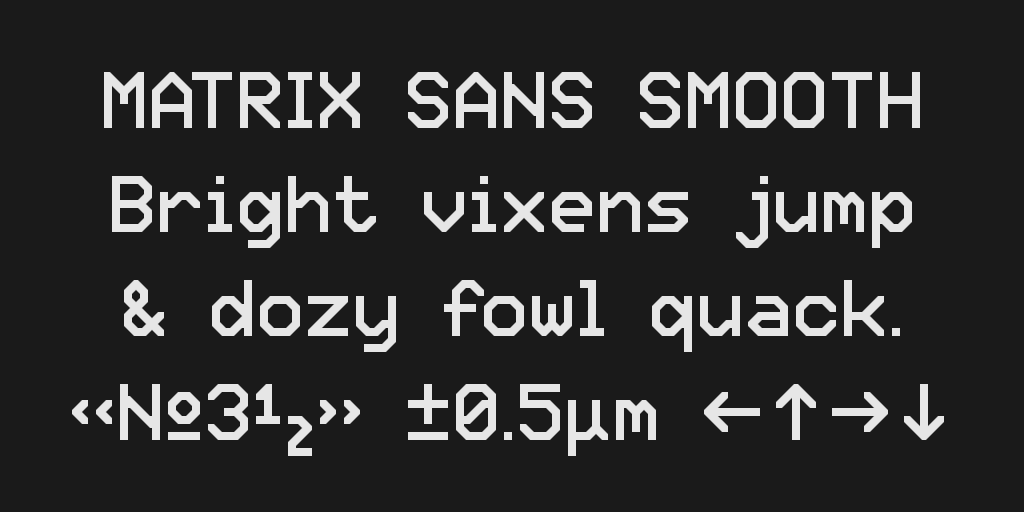 MATRIX SANS SMOOTH
Bright vixens jump
& dozy fowl quack.
«№3¹₂» ±0.5µm ←↑→↓